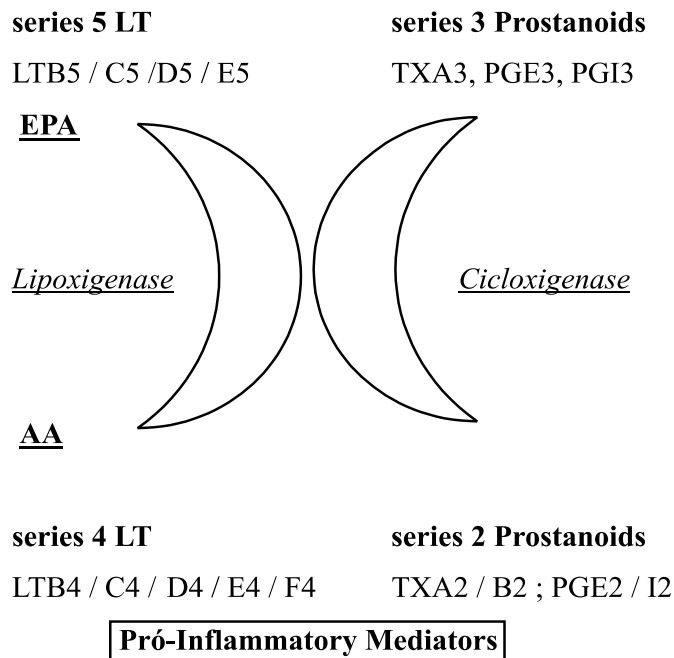 series 5 LT series 3 Prostanoids
LTB5 / C5 /D5 / E5 TXA3, PGE3, PGI3
EPA
Lipoxigenase Cicloxigenase
AA
series 4 LT series 2 Prostanoids
LTB4 / C4 / D4 / E4 / F4 TXA2 / B2 ; PGE2 / I2
Pró-Inflammatory Mediators